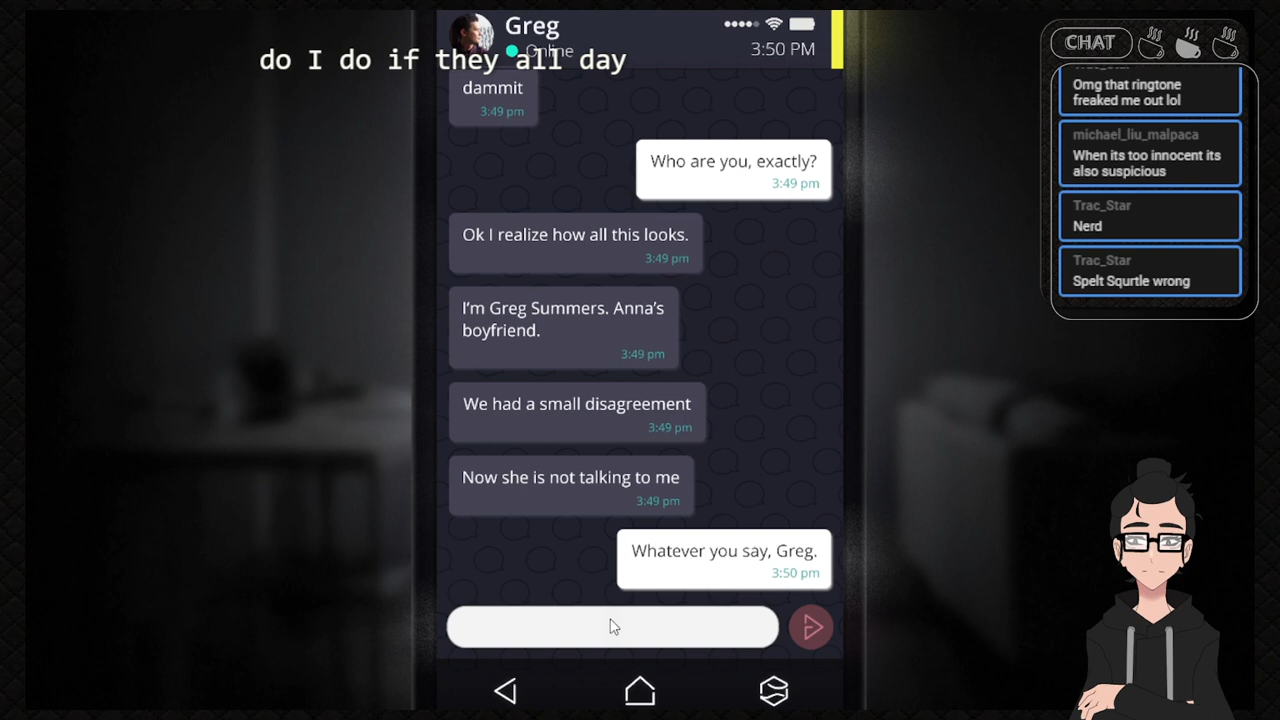 Greg
Online
3:50 PM
do I do if they all day
dammit
3:49 pm
Who are you, exactly?
3:49 pm
Ok I realize how all this looks.
3:49 pm
I'm Greg Summers. Anna's
boyfriend.
3:49 pm
We had a small disagreement
3:49 pm
Now she is not talking to me
3:49 pm
Whatever you say, Greg.
3:50 pm
CHAT
Omg that ringtone
freaked me out lol
michael_liu_malpaca
When its too innocent its
also suspicious
Trac_Star
Nerd
Trac_Star
Spelt Squrtle wrong